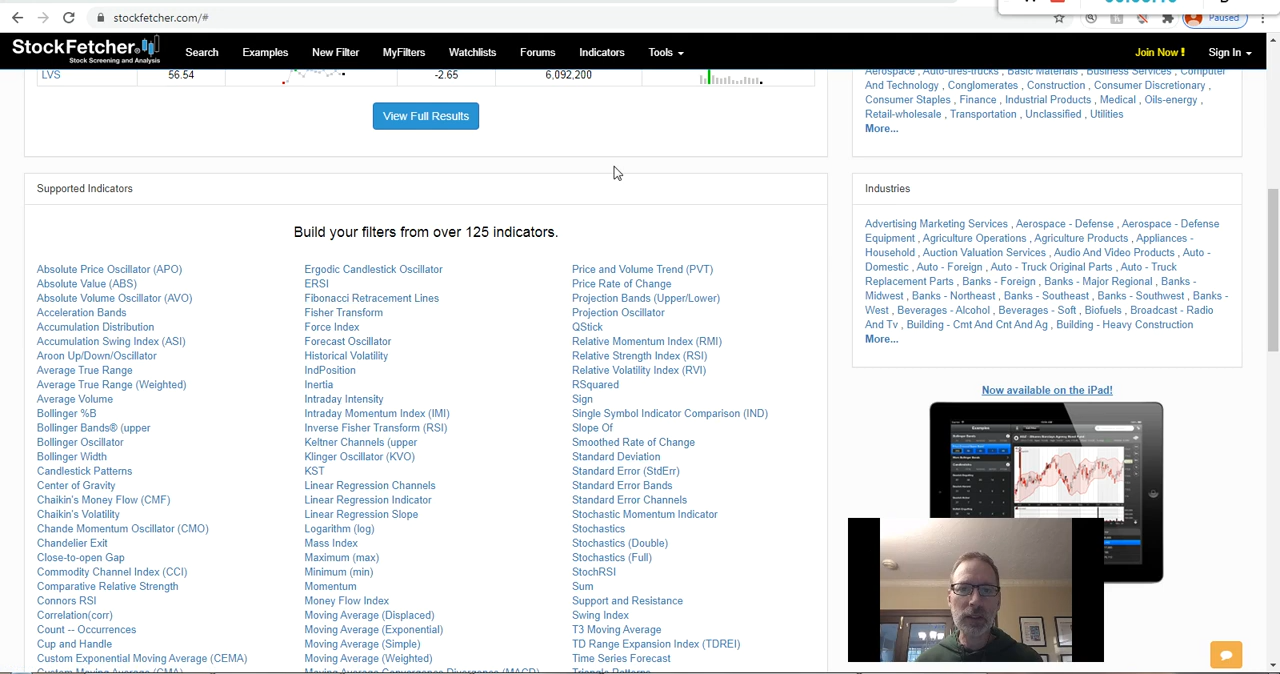 stockfetcher.com/#
Paused
StockFetcher
Stock Screening and Analysis
Search Examples New Filter MyFilters Watchlists Forums Indicators Tools Join Now ! Sign In
LVS 56.54 -2.65 6,092,200
View Full Results
Aerospace , Auto-tires-trucks , Basic Materials , Business Services , Computer
And Technology , Conglomerates , Construction , Consumer Discretionary ,
Consumer Staples , Finance , Industrial Products , Medical , Oils-energy ,
Retail-wholesale , Transportation , Unclassified , Utilities
More...
Supported Indicators
Build your filters from over 125 indicators.
Absolute Price Oscillator (APO)
Absolute Value (ABS)
Absolute Volume Oscillator (AVO)
Acceleration Bands
Accumulation Distribution
Accumulation Swing Index (ASI)
Aroon Up/Down/Oscillator
Average True Range
Average True Range (Weighted)
Average Volume
Bollinger %B
Bollinger Bands® (upper
Bollinger Oscillator
Bollinger Width
Candlestick Patterns
Center of Gravity
Chaikin's Money Flow (CMF)
Chaikin's Volatility
Chande Momentum Oscillator (CMO)
Chandelier Exit
Close-to-open Gap
Commodity Channel Index (CCI)
Comparative Relative Strength
Connors RSI
Correlation(corr)
Count -- Occurrences
Cup and Handle
Custom Exponential Moving Average (CEMA)
Custom Moving Average (CMA)
Ergodic Candlestick Oscillator
ERSI
Fibonacci Retracement Lines
Fisher Transform
Force Index
Forecast Oscillator
Historical Volatility
IndPosition
Inertia
Intraday Intensity
Intraday Momentum Index (IMI)
Inverse Fisher Transform (RSI)
Keltner Channels (upper
Klinger Oscillator (KVO)
KST
Linear Regression Channels
Linear Regression Indicator
Linear Regression Slope
Logarithm (log)
Mass Index
Maximum (max)
Minimum (min)
Momentum
Money Flow Index
Moving Average (Displaced)
Moving Average (Exponential)
Moving Average (Simple)
Moving Average (Weighted)
Moving Average Convergence Divergence (MACD)
Price and Volume Trend (PVT)
Price Rate of Change
Projection Bands (Upper/Lower)
Projection Oscillator
QStick
Relative Momentum Index (RMI)
Relative Strength Index (RSI)
Relative Volatility Index (RVI)
RSquared
Sign
Single Symbol Indicator Comparison (IND)
Slope Of
Smoothed Rate of Change
Standard Deviation
Standard Error (StdErr)
Standard Error Bands
Standard Error Channels
Stochastic Momentum Indicator
Stochastics
Stochastics (Double)
Stochastics (Full)
StochRSI
Sum
Support and Resistance
Swing Index
T3 Moving Average
TD Range Expansion Index (TDREI)
Time Series Forecast
Triangle Patterns
Industries
Advertising Marketing Services , Aerospace - Defense , Aerospace - Defense
Equipment , Agriculture Operations , Agriculture Products , Appliances -
Household , Auction Valuation Services , Audio And Video Products , Auto -
Domestic , Auto - Foreign , Auto - Truck Original Parts , Auto - Truck
Replacement Parts , Banks - Foreign , Banks - Major Regional , Banks -
Midwest , Banks - Northeast , Banks - Southeast , Banks - Southwest , Banks -
West , Beverages - Alcohol , Beverages - Soft , Biofuels , Broadcast - Radio
And Tv , Building - Cmt And Cnt And Ag , Building - Heavy Construction
More...
Now available on the iPad!